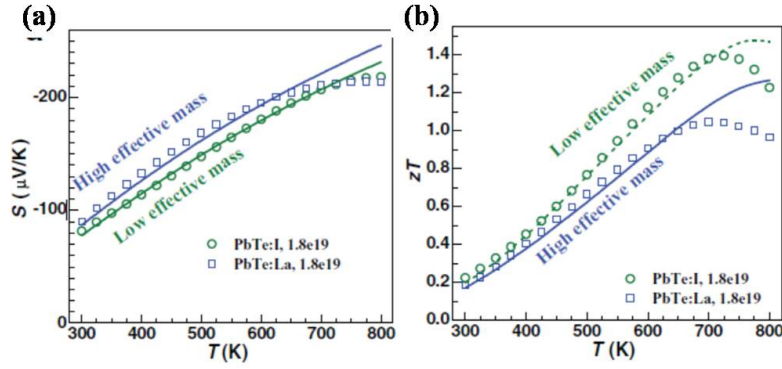 (a)
(b)
-200
-100
0
S (μV/K)
High effective mass
Low effective mass
PbTe:I, 1.8e19
PbTe:La, 1.8e19
300 400 500 600 700 800
T (K)
1.4
1.2
1.0
0.8
0.6
0.4
0.2
0.0
zT
Low effective mass
High effective mass
PbTe:I, 1.8e19
PbTe:La, 1.8e19
300 400 500 600 700 800
T (K)